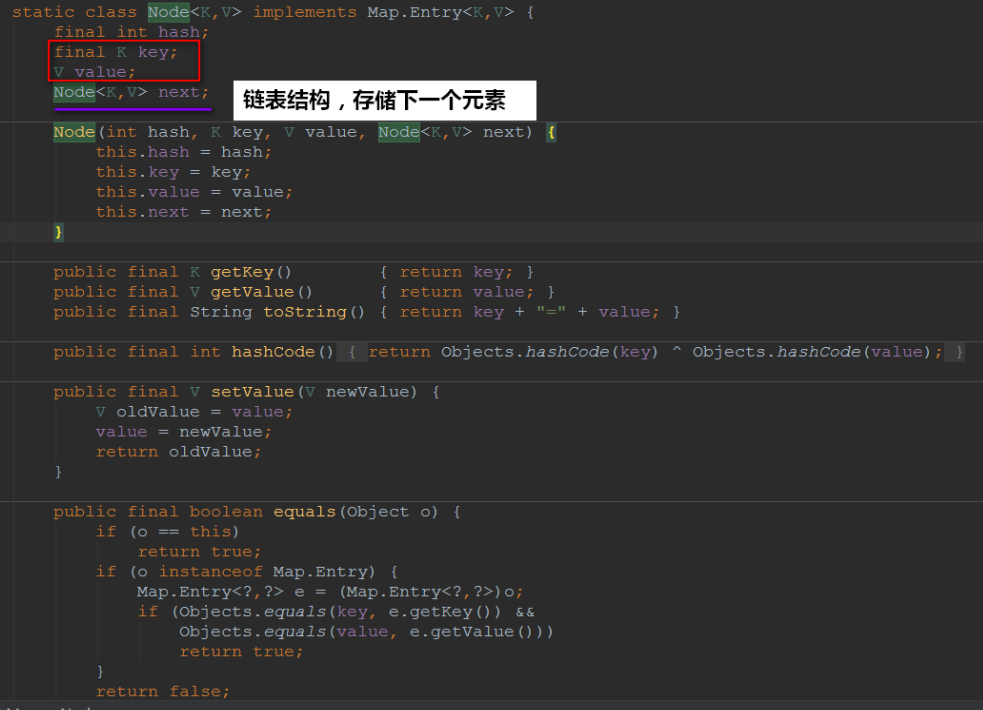 static class Node<K,V> implements Map.Entry<K,V> {
final int hash;
final K key;
V value;
Node<K,V> next;
链表结构，存储下一个元素
Node(int hash, K key, V value, Node<K,V> next) {
this.hash = hash;
this.key = key;
this.value = value;
this.next = next;
}
public final K getKey() { return key; }
public final V getValue() { return value; }
public final String toString() { return key + "=" + value; }
public final int hashCode() { return Objects.hashCode(key) ^ Objects.hashCode(value); }
public final V setValue(V newValue) {
V oldValue = value;
value = newValue;
return oldValue;
}
public final boolean equals(Object o) {
if (o == this)
return true;
if (o instanceof Map.Entry) {
Map.Entry<?,?> e = (Map.Entry<?,?>)o;
if (Objects.equals(key, e.getKey()) &&
Objects.equals(value, e.getValue()))
return true;
}
return false;